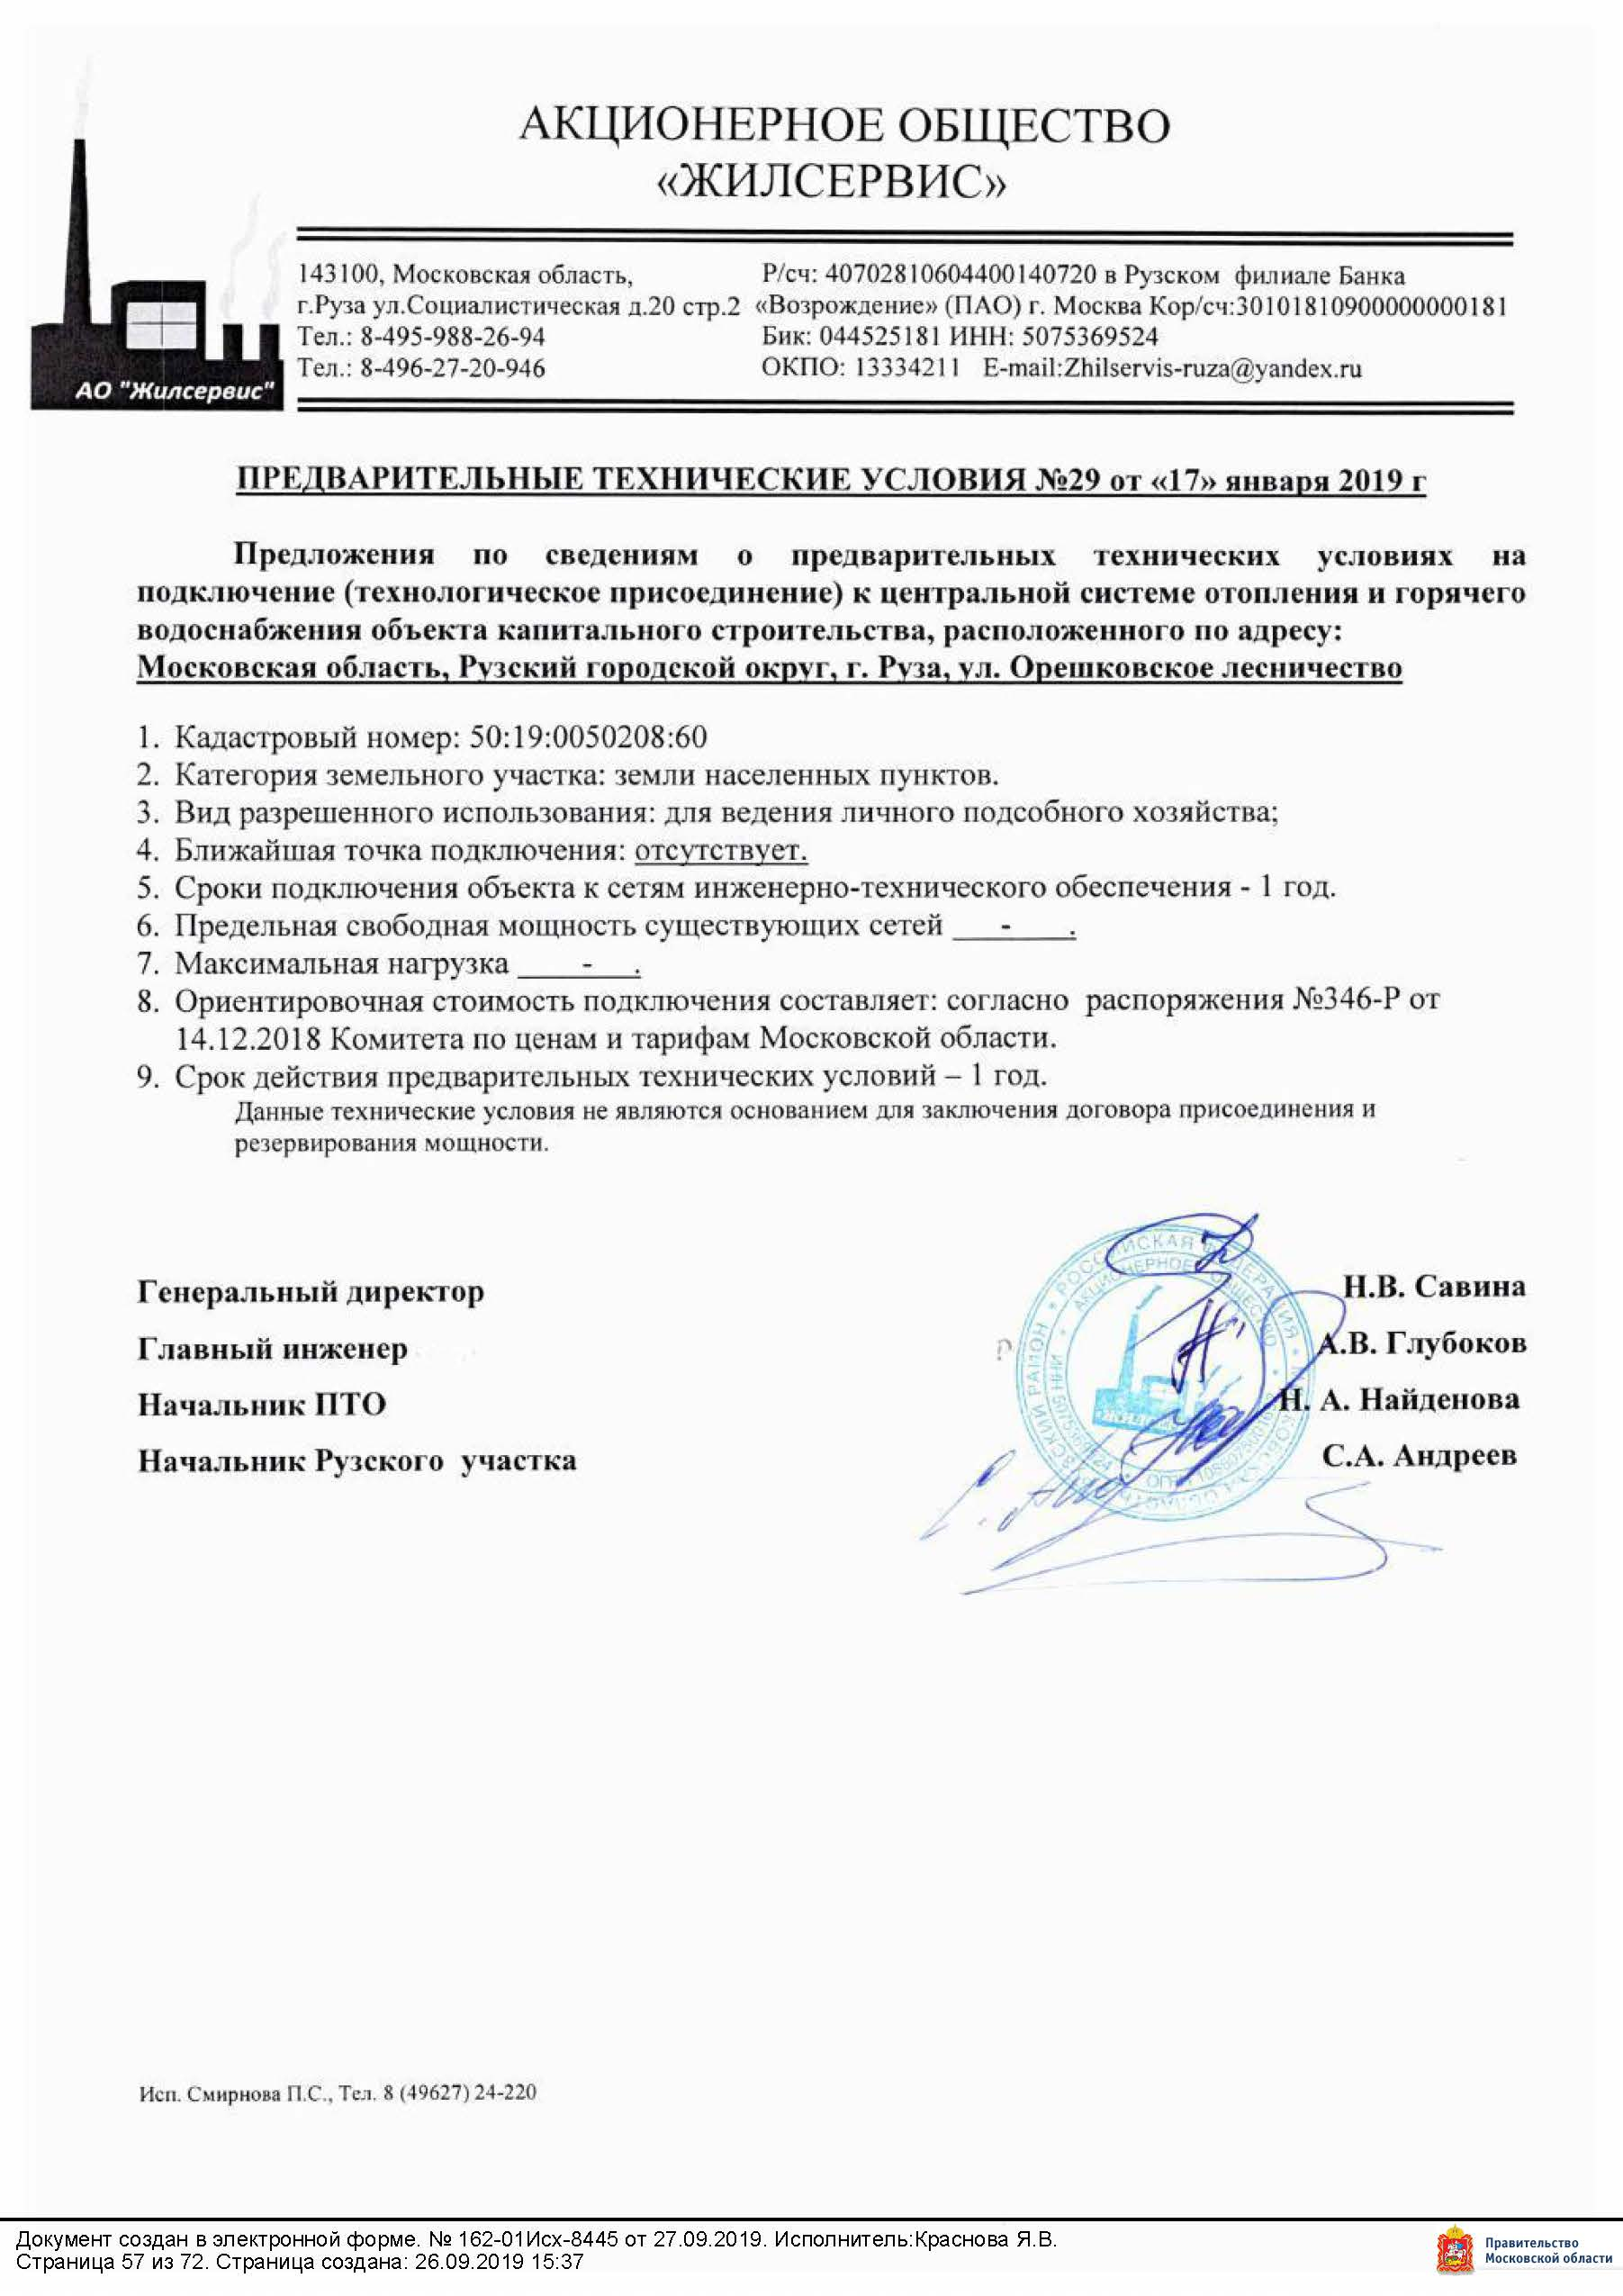 АКЦИОНЕРНОЕ ОБЩЕСТВО
«ЖИЛСЕРВИС»
АО "Жилсервис"
143100, Московская область,
г.Руза ул.Социалистическая д.20 стр.2
Тел.: 8-495-988-26-94
Тел.: 8-496-27-20-946
Р/сч: 40702810604400140720 в Рузском филиале Банка
«Возрождение» (ПАО) г. Москва Кор/сч:30101810900000000181
Бик: 044525181 ИНН: 5075369524
ОКПО: 13334211 E-mail:Zhilservis-ruza@yandex.ru
ПРЕДВАРИТЕЛЬНЫЕ ТЕХНИЧЕСКИЕ УСЛОВИЯ №29 от «17» января 2019 г
Предложения по сведениям о предварительных технических условиях на
подключение (технологическое присоединение) к центральной системе отопления и горячего
водоснабжения объекта капитального строительства, расположенного по адресу:
Московская область, Рузский городской округ, г. Руза, ул. Орешковское лесничество
1. Кадастровый номер: 50:19:0050208:60
2. Категория земельного участка: земли населенных пунктов.
3. Вид разрешенного использования: для ведения личного подсобного хозяйства;
4. Ближайшая точка подключения: отсутствует.
5. Сроки подключения объекта к сетям инженерно-технического обеспечения - 1 год.
6. Предельная свободная мощность существующих сетей ___-____.
7. Максимальная нагрузка ____-___.
8. Ориентировочная стоимость подключения составляет: согласно распоряжения №346-Р от
14.12.2018 Комитета по ценам и тарифам Московской области.
9. Срок действия предварительных технических условий – 1 год.
Данные технические условия не являются основанием для заключения договора присоединения и
резервирования мощности.
Генеральный директор Н.В. Савина
Главный инженер А.В. Глубоков
Начальник ПТО Н. А. Найденова
Начальник Рузского участка С.А. Андреев
РОССИЙСКАЯ ФЕДЕРАЦИЯ
АКЦИОНЕРНОЕ ОБЩЕСТВО
Исп. Смирнова П.С., Тел. 8 (49627) 24-220
Документ создан в электронной форме. № 162-01Исх-8445 от 27.09.2019. Исполнитель:Краснова Я.В.
Страница 57 из 72. Страница создана: 26.09.2019 15:37
Правительство
Московской области